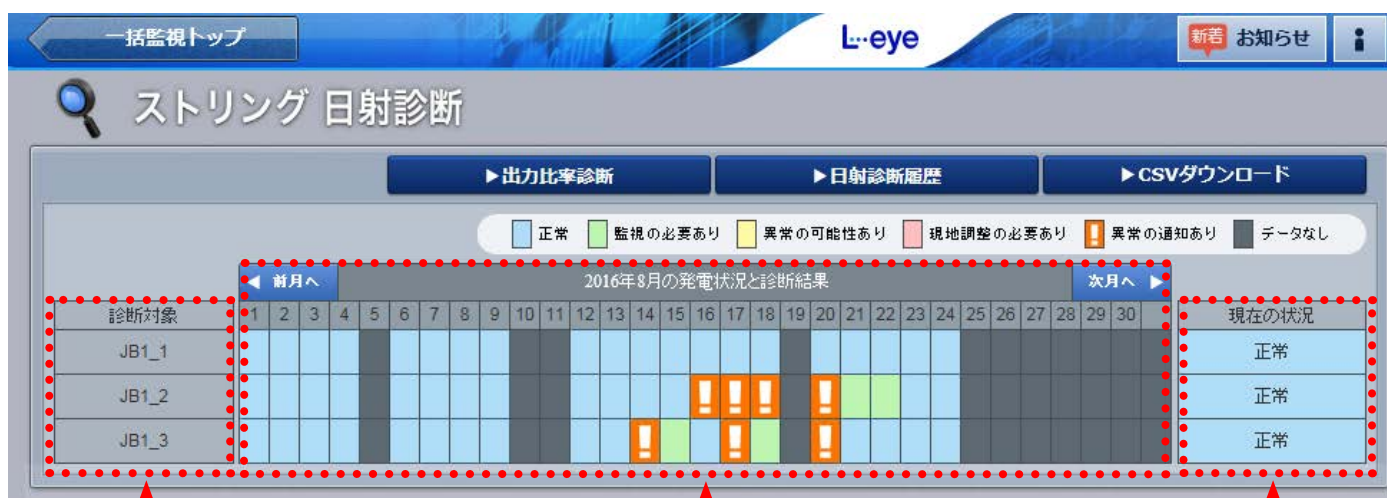 一括監視トップ
L・・eye
新着 お知らせ
i
ストリング 日射診断
▶出力比率診断
▶日射診断履歴
▶CSVダウンロード
正常 監視の必要あり 異常の可能性あり 現地調整の必要あり ! 異常の通知あり データなし
◀ 前月へ 2016年8月の発電状況と診断結果 次月へ ▶
診断対象 1 2 3 4 5 6 7 8 9 10 11 12 13 14 15 16 17 18 19 20 21 22 23 24 25 26 27 28 29 30 現在の状況
JB1_1 正常
JB1_2 ! ! ! ! 正常
JB1_3 ! ! ! 正常